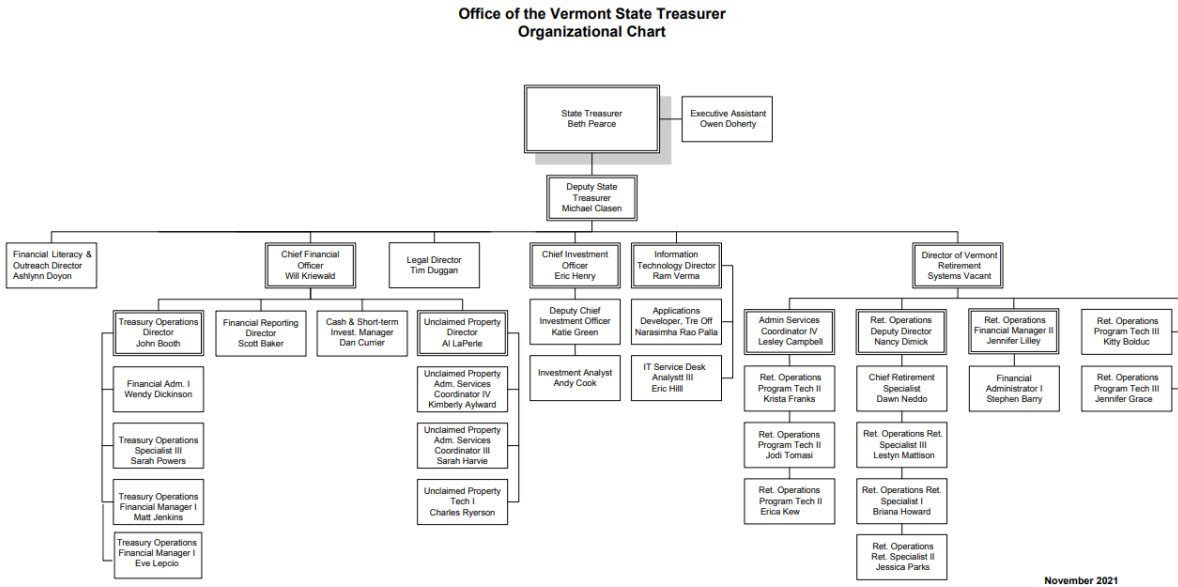 Office of the Vermont State Treasurer
Organizational Chart
State Treasurer
Beth Pearce
Executive Assistant
Owen Doherty
Deputy State
Treasurer
Michael Clasen
Financial Literacy &
Outreach Director
Ashlynn Doyon
Chief Financial
Officer
Will Kriewald
Legal Director
Tim Duggan
Chief Investment
Officer
Eric Henry
Information
Technology Director
Ram Verma
Director of Vermont
Retirement
Systems Vacant
Treasury Operations
Director
John Booth
Financial Reporting
Director
Scott Baker
Cash & Short-term
Invest. Manager
Dan Currier
Unclaimed Property
Director
Al LaPerle
Deputy Chief
Investment Officer
Katie Green
Applications
Developer, Tre Off
Narasimha Rao Palla
Admin Services
Coordinator IV
Lesley Campbell
Ret. Operations
Deputy Director
Nancy Dimick
Ret. Operations
Financial Manager II
Jennifer Lilley
Ret. Operations
Program Tech III
Kitty Bolduc
Financial Adm. I
Wendy Dickinson
Unclaimed Property
Adm. Services
Coordinator IV
Kimberly Aylward
Investment Analyst
Andy Cook
IT Service Desk
Analystt III
Eric Hilll
Ret. Operations
Program Tech II
Krista Franks
Chief Retirement
Specialist
Dawn Neddo
Financial
Administrator I
Stephen Barry
Ret. Operations
Program Tech III
Jennifer Grace
Treasury Operations
Specialist III
Sarah Powers
Unclaimed Property
Adm. Services
Coordinator III
Sarah Harvie
Ret. Operations
Program Tech II
Jodi Tomasi
Ret. Operations Ret.
Specialist III
Lestyn Mattison
Treasury Operations
Financial Manager I
Matt Jenkins
Unclaimed Property
Tech I
Charles Ryerson
Ret. Operations
Program Tech II
Erica Kew
Ret. Operations Ret.
Specialist I
Briana Howard
Treasury Operations
Financial Manager I
Eve Lepcio
Ret. Operations
Ret. Specialist II
Jessica Parks
November 2021